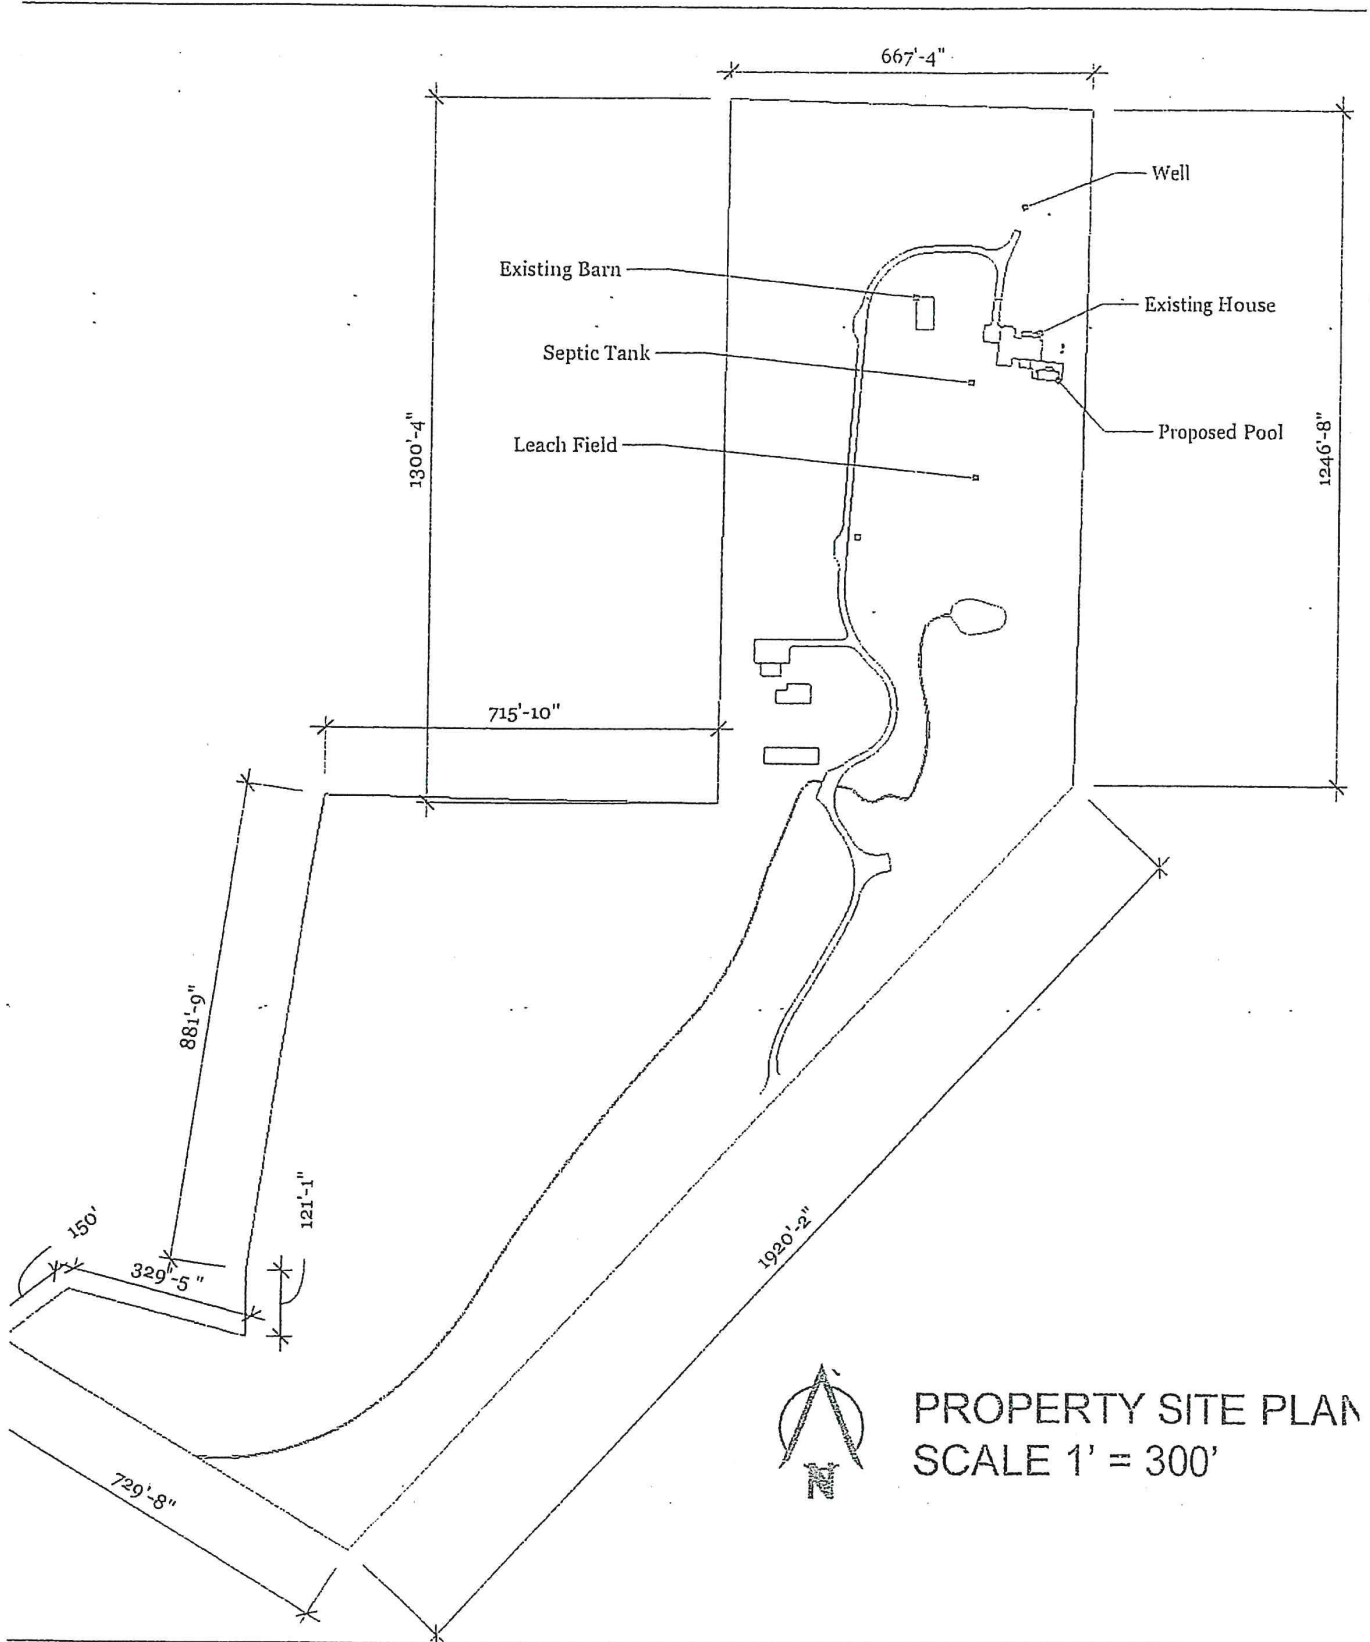 667'-4"
Well
Existing Barn
Existing House
Septic Tank
1300'-4"
Leach Field
Proposed Pool
1246'-8"
715'-10"
881'-9"
121'-1"
150'
329'-5"
1920'-2"
729'-8"
N
PROPERTY SITE PLAN
SCALE 1' = 300'